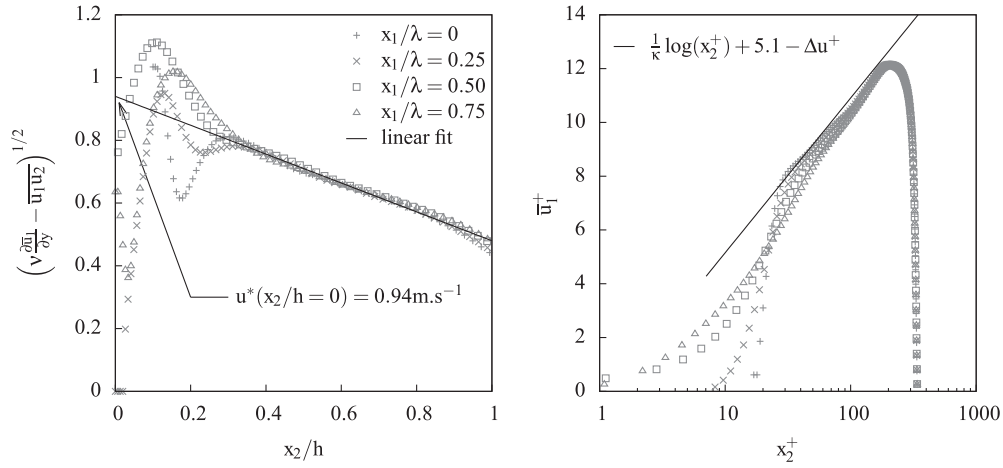 1.2
1
0.8
0.6
0.4
0.2
0
0
0.2
0.4
0.6
0.8
1
x₂/h
(ν ∂u̅₁/∂y − \overline{u₁u₂})^{1/2}
x₁/λ = 0
x₁/λ = 0.25
x₁/λ = 0.50
x₁/λ = 0.75
linear fit
u*(x₂/h = 0) = 0.94m.s⁻¹
14
12
10
8
6
4
2
0
1
10
100
1000
x₂⁺
u̅₁⁺
1/κ log(x₂⁺) + 5.1 − Δu⁺